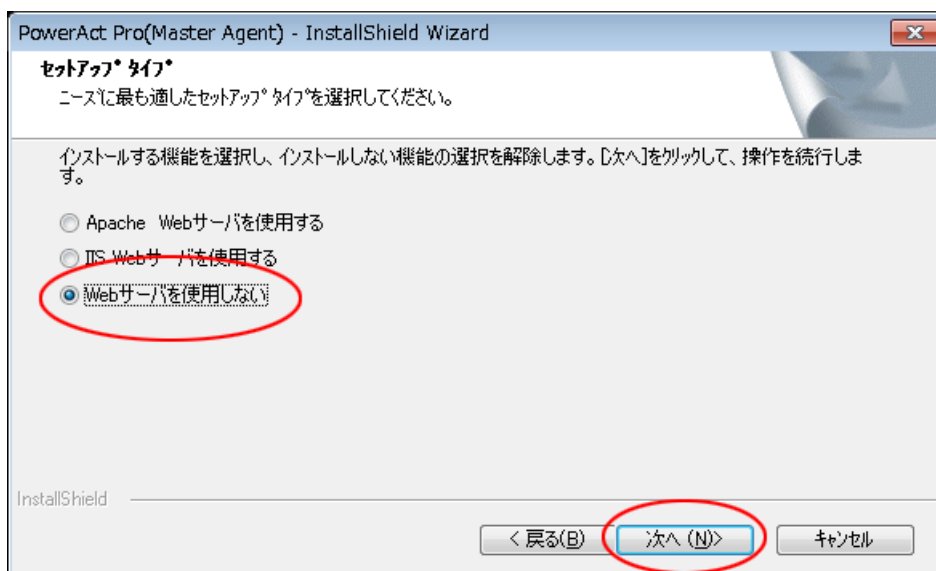 PowerAct Pro(Master Agent) - InstallShield Wizard
セットアップ タイプ
ニーズに最も適したセットアップ タイプを選択してください。
インストールする機能を選択し、インストールしない機能の選択を解除します。[次へ]をクリックして、操作を続行しま
す。
Apache Webサーバを使用する
IIS Webサーバを使用する
Webサーバを使用しない
InstallShield
< 戻る(B)
次へ (N)>
キャンセル